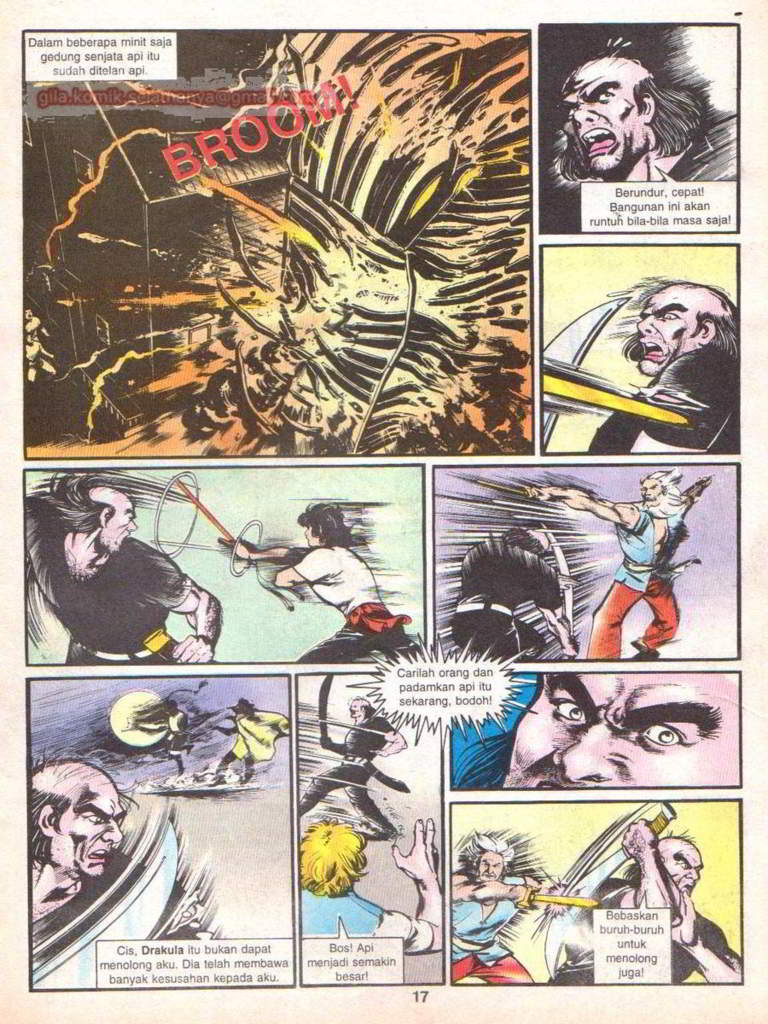 Dalam beberapa minit saja
gedung senjata api itu
sudah ditelan api.
BROOM!
Berundur, cepat!
Bangunan ini akan
runtuh bila-bila masa saja!
Carilah orang dan
padamkan api itu
sekarang, bodoh!
Cis, Drakula itu bukan dapat
menolong aku. Dia telah membawa
banyak kesusahan kepada aku.
Bos! Api
menjadi semakin
besar!
Bebaskan
buruh-buruh
untuk
menolong
juga!
17